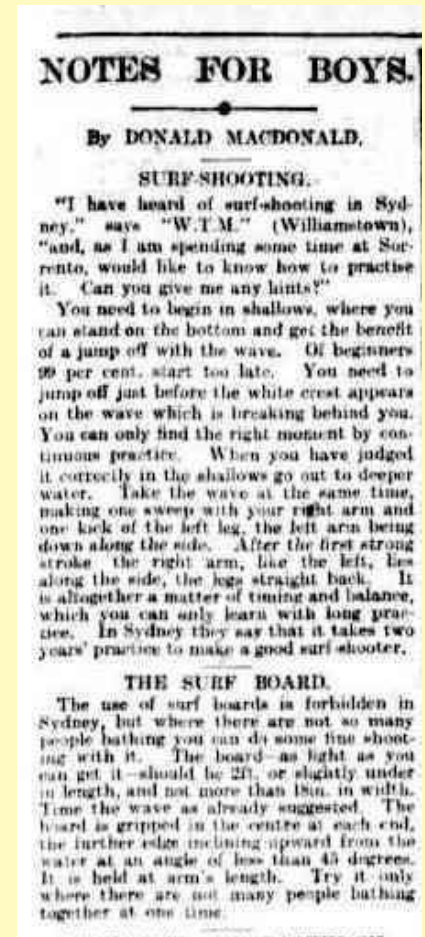 NOTES FOR BOYS.
By DONALD MACDONALD.
SURF-SHOOTING.
"I have heard of surf-shooting in Syd-
ney," says "W.T.M." (Williamstown),
"and, as I am spending some time at Sor-
rento, would like to know how to practise
it. Can you give me any hints?"
You need to begin in shallows, where you
can stand on the bottom and get the benefit
of a jump off with the wave. Of beginners
99 per cent. start too late. You need to
jump off just before the white crest appears
on the wave which is breaking behind you.
You can only find the right moment by con-
tinuous practice. When you have judged
it correctly in the shallows go out to deeper
water. Take the wave at the same time,
making one sweep with your right arm and
one kick of the left leg, the left arm being
down along the side. After the first strong
stroke the right arm, like the left, lies
along the side, the legs straight back. It
is altogether a matter of timing and balance,
which you can only learn with long prac-
tice. In Sydney they say that it takes two
years' practice to make a good surf-shooter.
THE SURF BOARD.
The use of surf boards is forbidden in
Sydney, but where there are not so many
people bathing you can do some fine shoot-
ing with it. The board—as light as you
can get it—should be 2ft. or slightly under
in length, and not more than 18in. in width.
Time the wave as already suggested. The
board is gripped in the centre at each end,
the further edge inclining upward from the
water at an angle of less than 45 degrees.
It is held at arm's length. Try it only
where there are not many people bathing
together at one time.